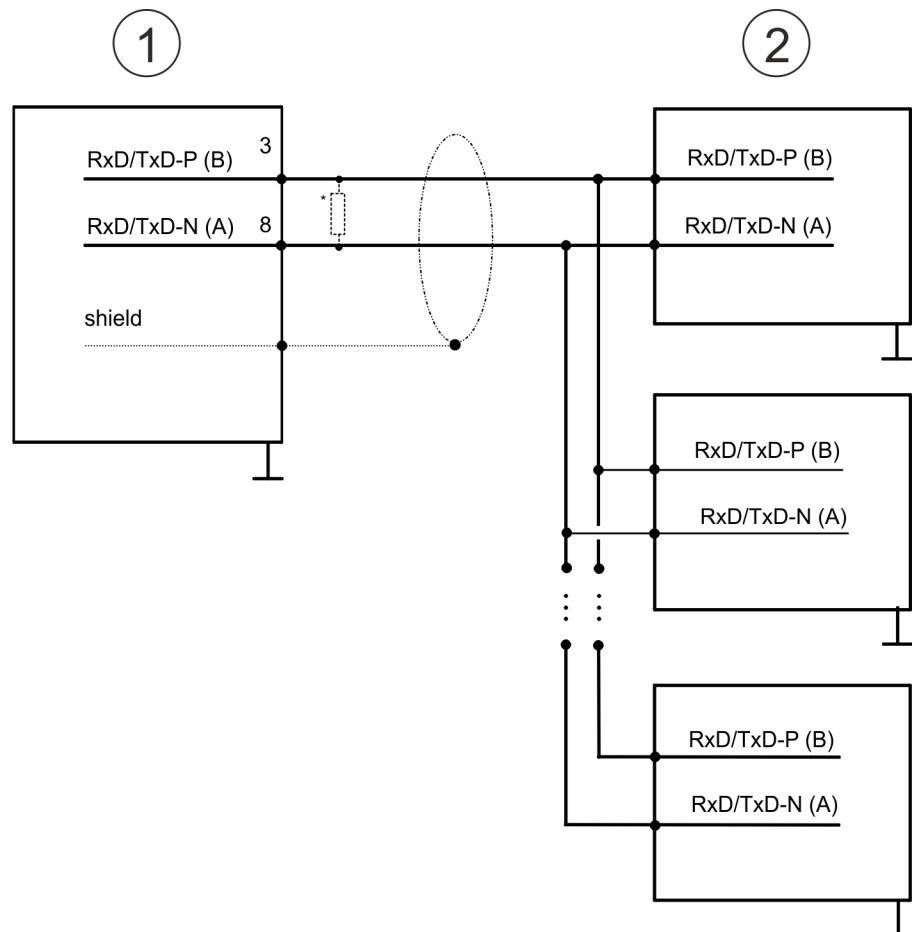 1
2
RxD/TxD-P (B)
3
RxD/TxD-N (A)
8
shield
*
RxD/TxD-P (B)
RxD/TxD-N (A)
RxD/TxD-P (B)
RxD/TxD-N (A)
RxD/TxD-P (B)
RxD/TxD-N (A)